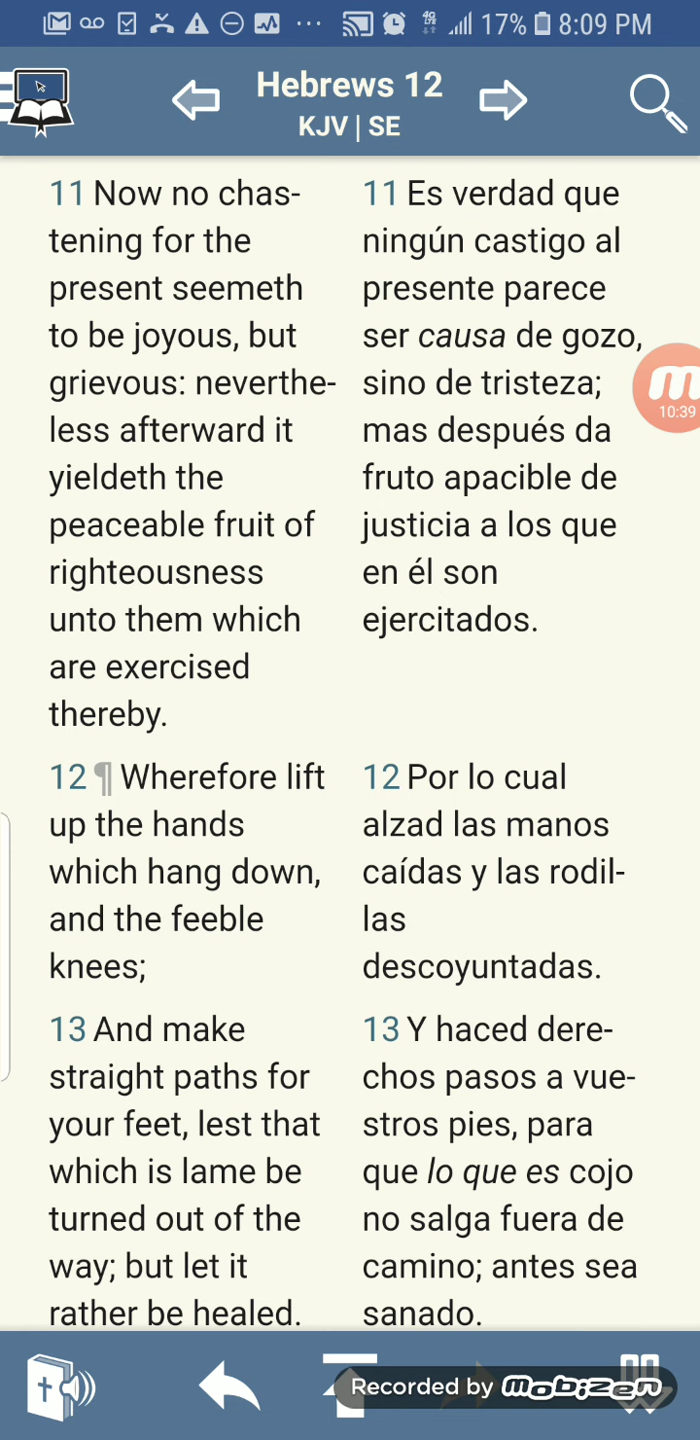 17% 8:09 PM
Hebrews 12
KJV | SE
11 Now no chas-
tening for the
present seemeth
to be joyous, but
grievous: neverthe-
less afterward it
yieldeth the
peaceable fruit of
righteousness
unto them which
are exercised
thereby.
12 ¶ Wherefore lift
up the hands
which hang down,
and the feeble
knees;
13 And make
straight paths for
your feet, lest that
which is lame be
turned out of the
way; but let it
rather be healed.
11 Es verdad que
ningún castigo al
presente parece
ser causa de gozo,
sino de tristeza;
mas después da
fruto apacible de
justicia a los que
en él son
ejercitados.
12 Por lo cual
alzad las manos
caídas y las rodil-
las
descoyuntadas.
13 Y haced dere-
chos pasos a vue-
stros pies, para
que lo que es cojo
no salga fuera de
camino; antes sea
sanado.
m
10:39
Recorded by mobizen